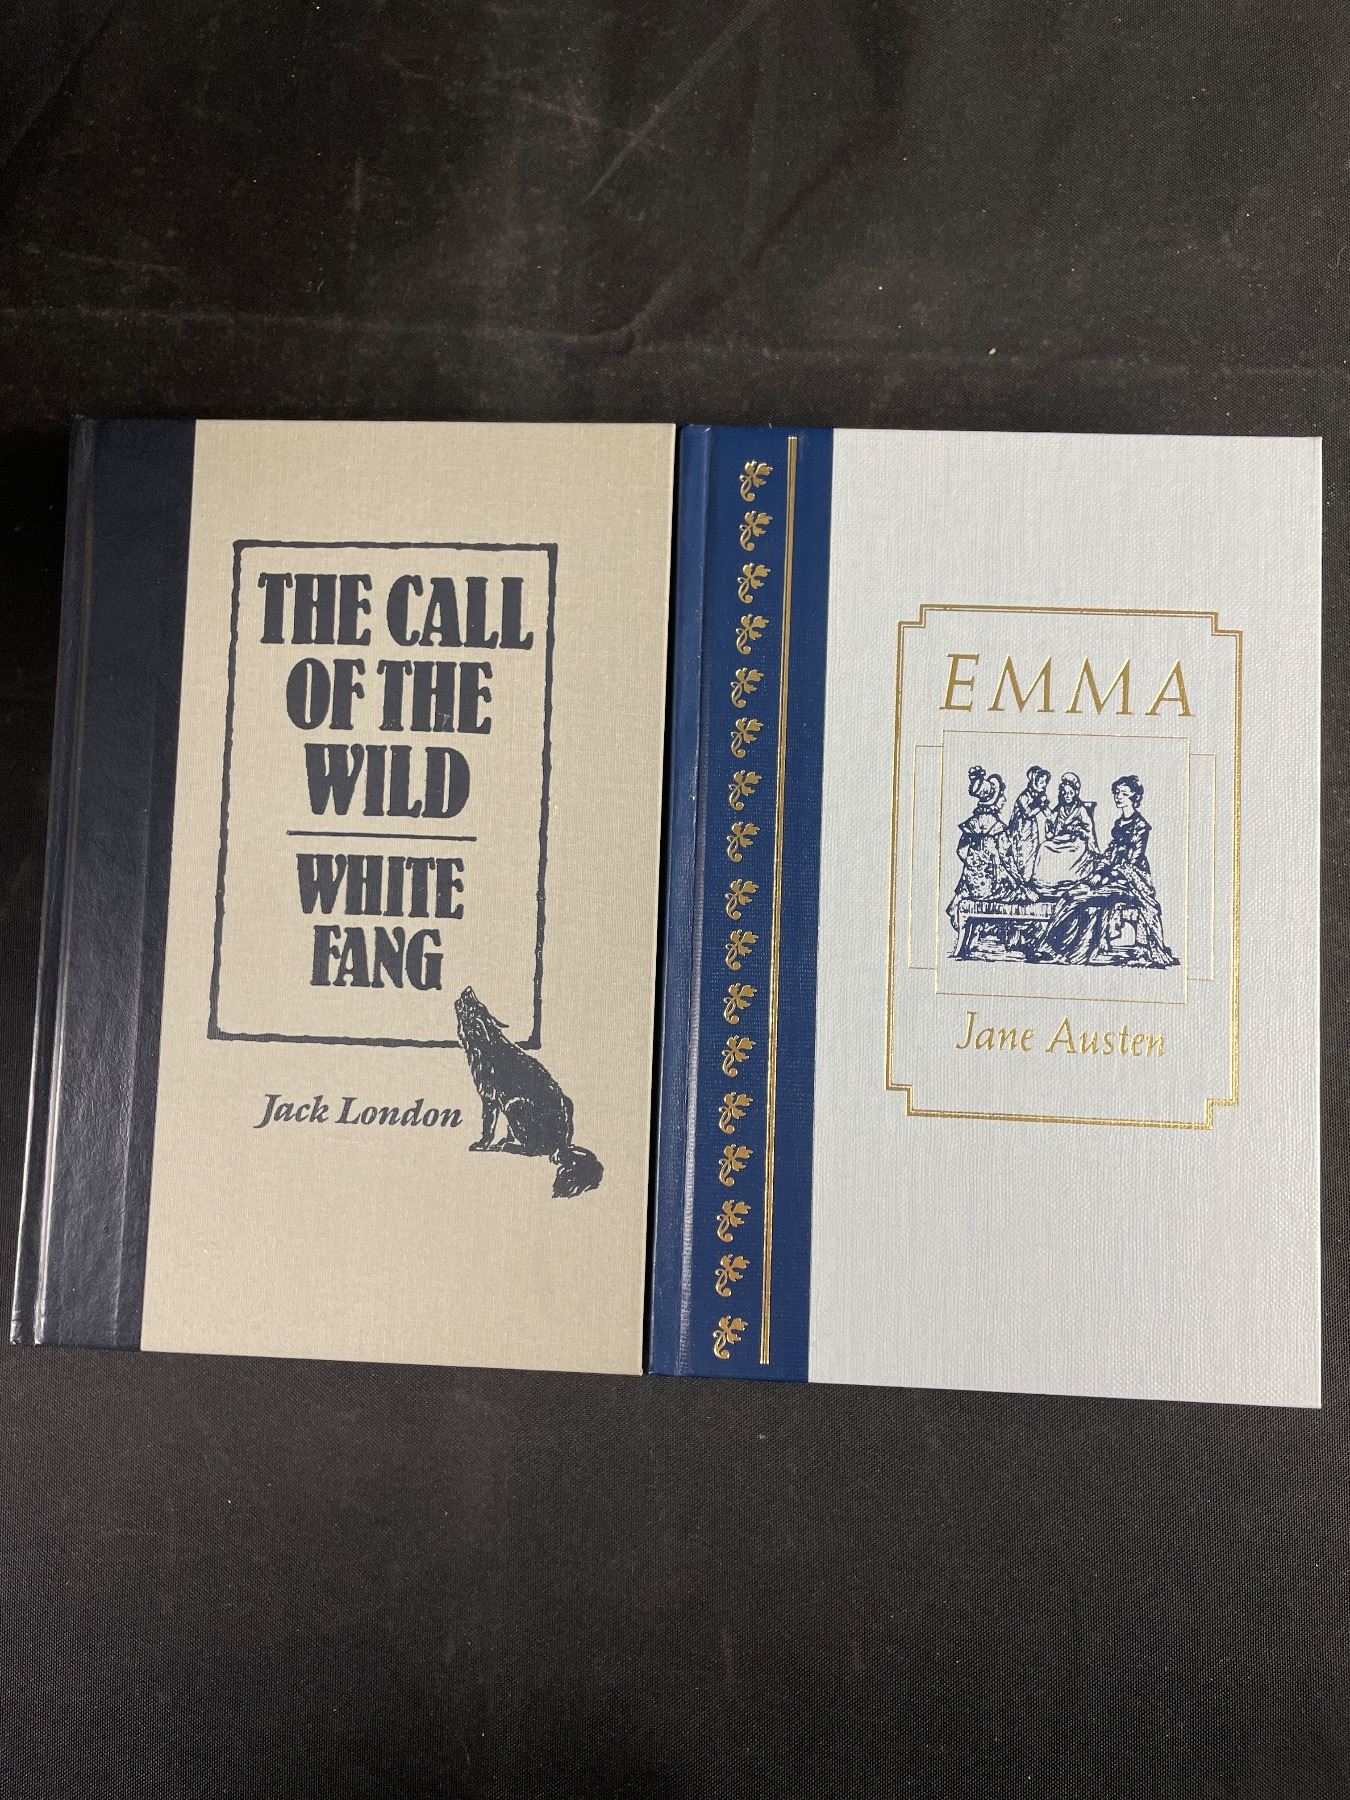 THE CALL
OF THE
WILD
WHITE
FANG
Jack London
EMMA
Jane Austen